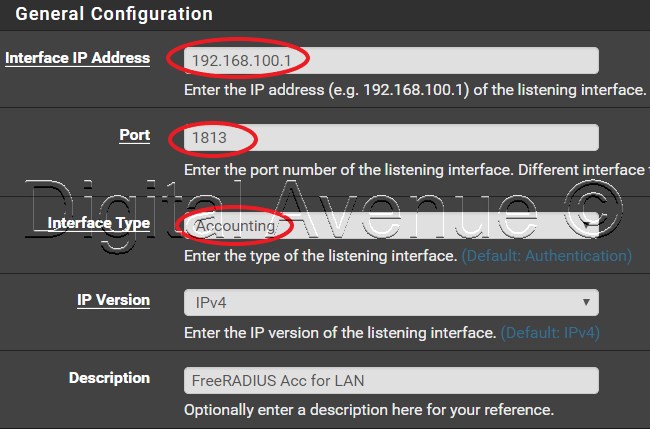 General Configuration
Interface IP Address
192.168.100.1
Enter the IP address (e.g. 192.168.100.1) of the listening interface.
Port
1813
Enter the port number of the listening interface. Different interface
Digital Avenue ©
Interface Type
Accounting
Enter the type of the listening interface. (Default: Authentication)
IP Version
IPv4
Enter the IP version of the listening interface. (Default: IPv4)
Description
FreeRADIUS Acc for LAN
Optionally enter a description here for your reference.